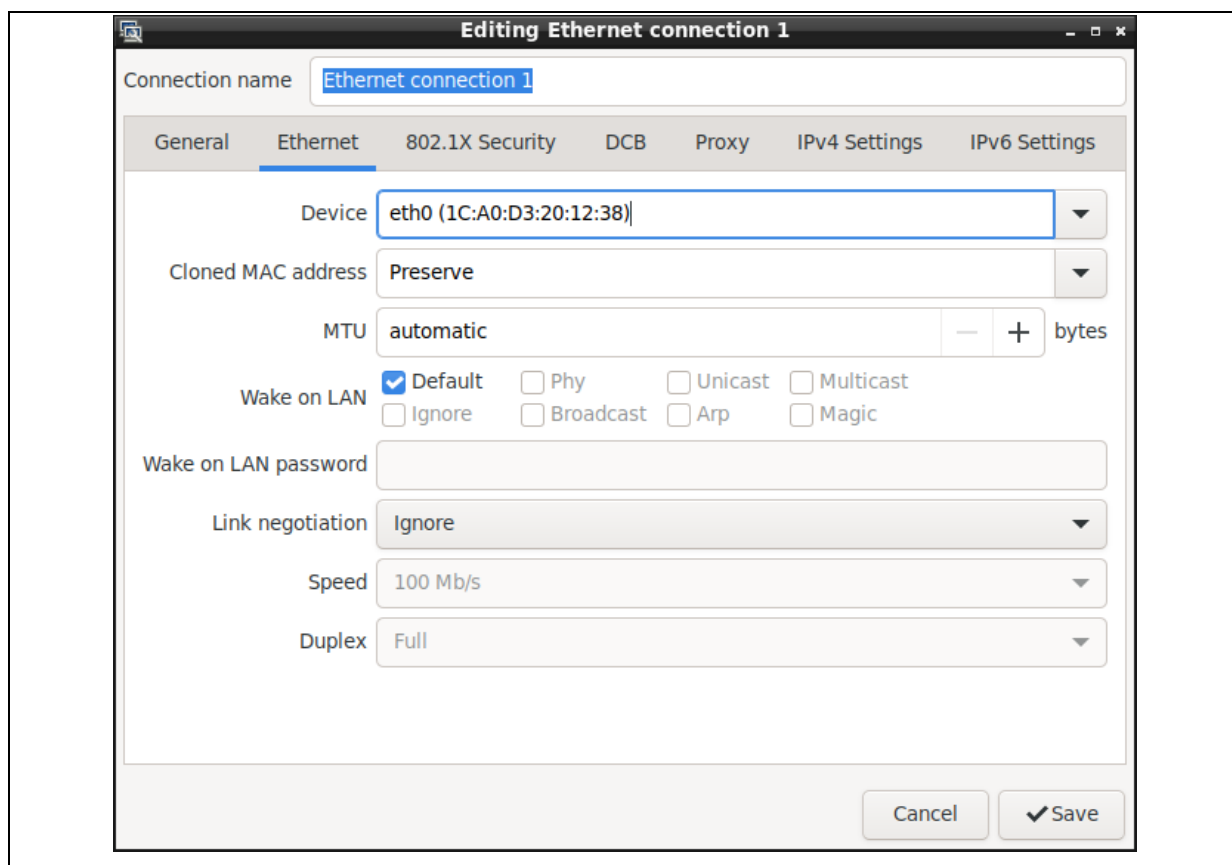 Editing Ethernet connection 1
Connection name Ethernet connection 1
General Ethernet 802.1X Security DCB Proxy IPv4 Settings IPv6 Settings
Device eth0 (1C:A0:D3:20:12:38)
Cloned MAC address Preserve
MTU automatic bytes
Wake on LAN
Default Phy Unicast Multicast
Ignore Broadcast Arp Magic
Wake on LAN password
Link negotiation Ignore
Speed 100 Mb/s
Duplex Full
Cancel Save